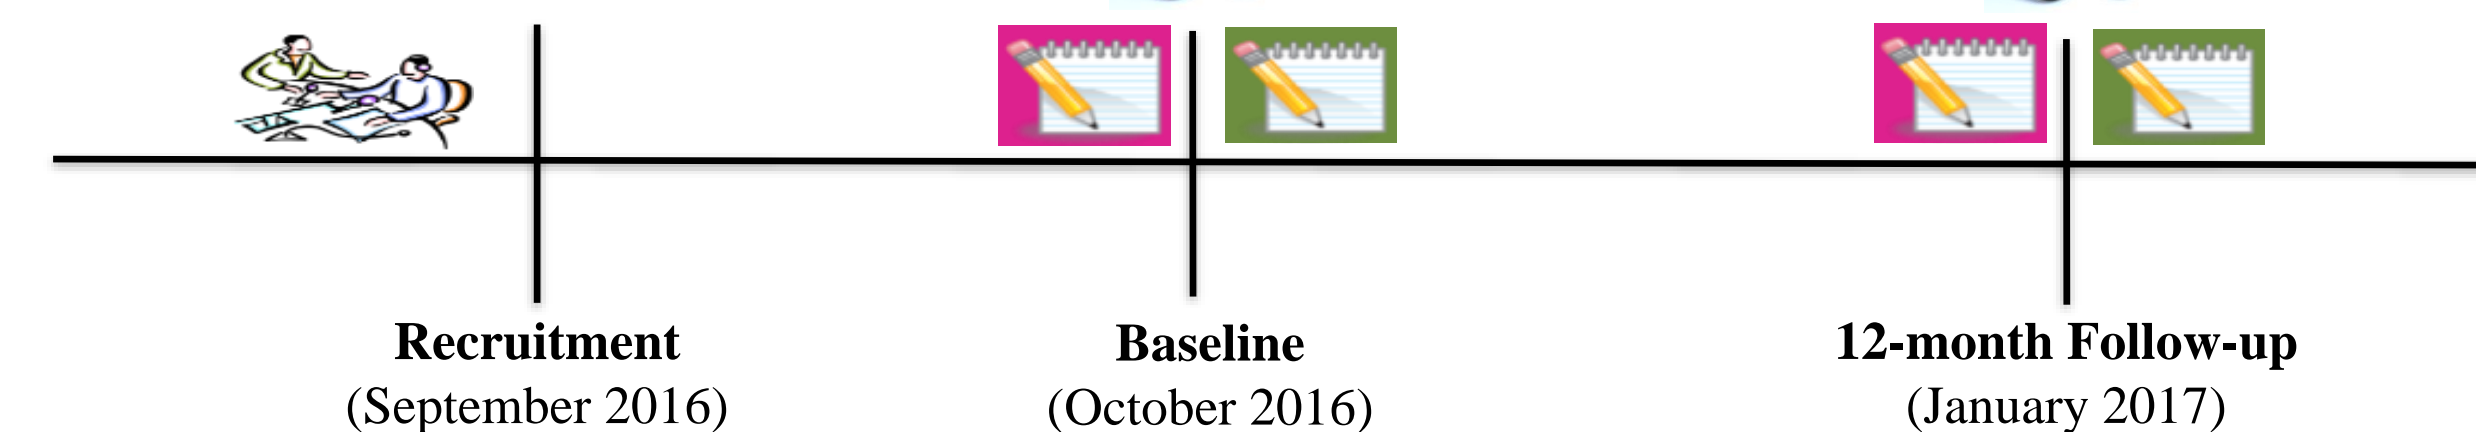 Recruitment
(September 2016)
Baseline
(October 2016)
12-month Follow-up
(January 2017)